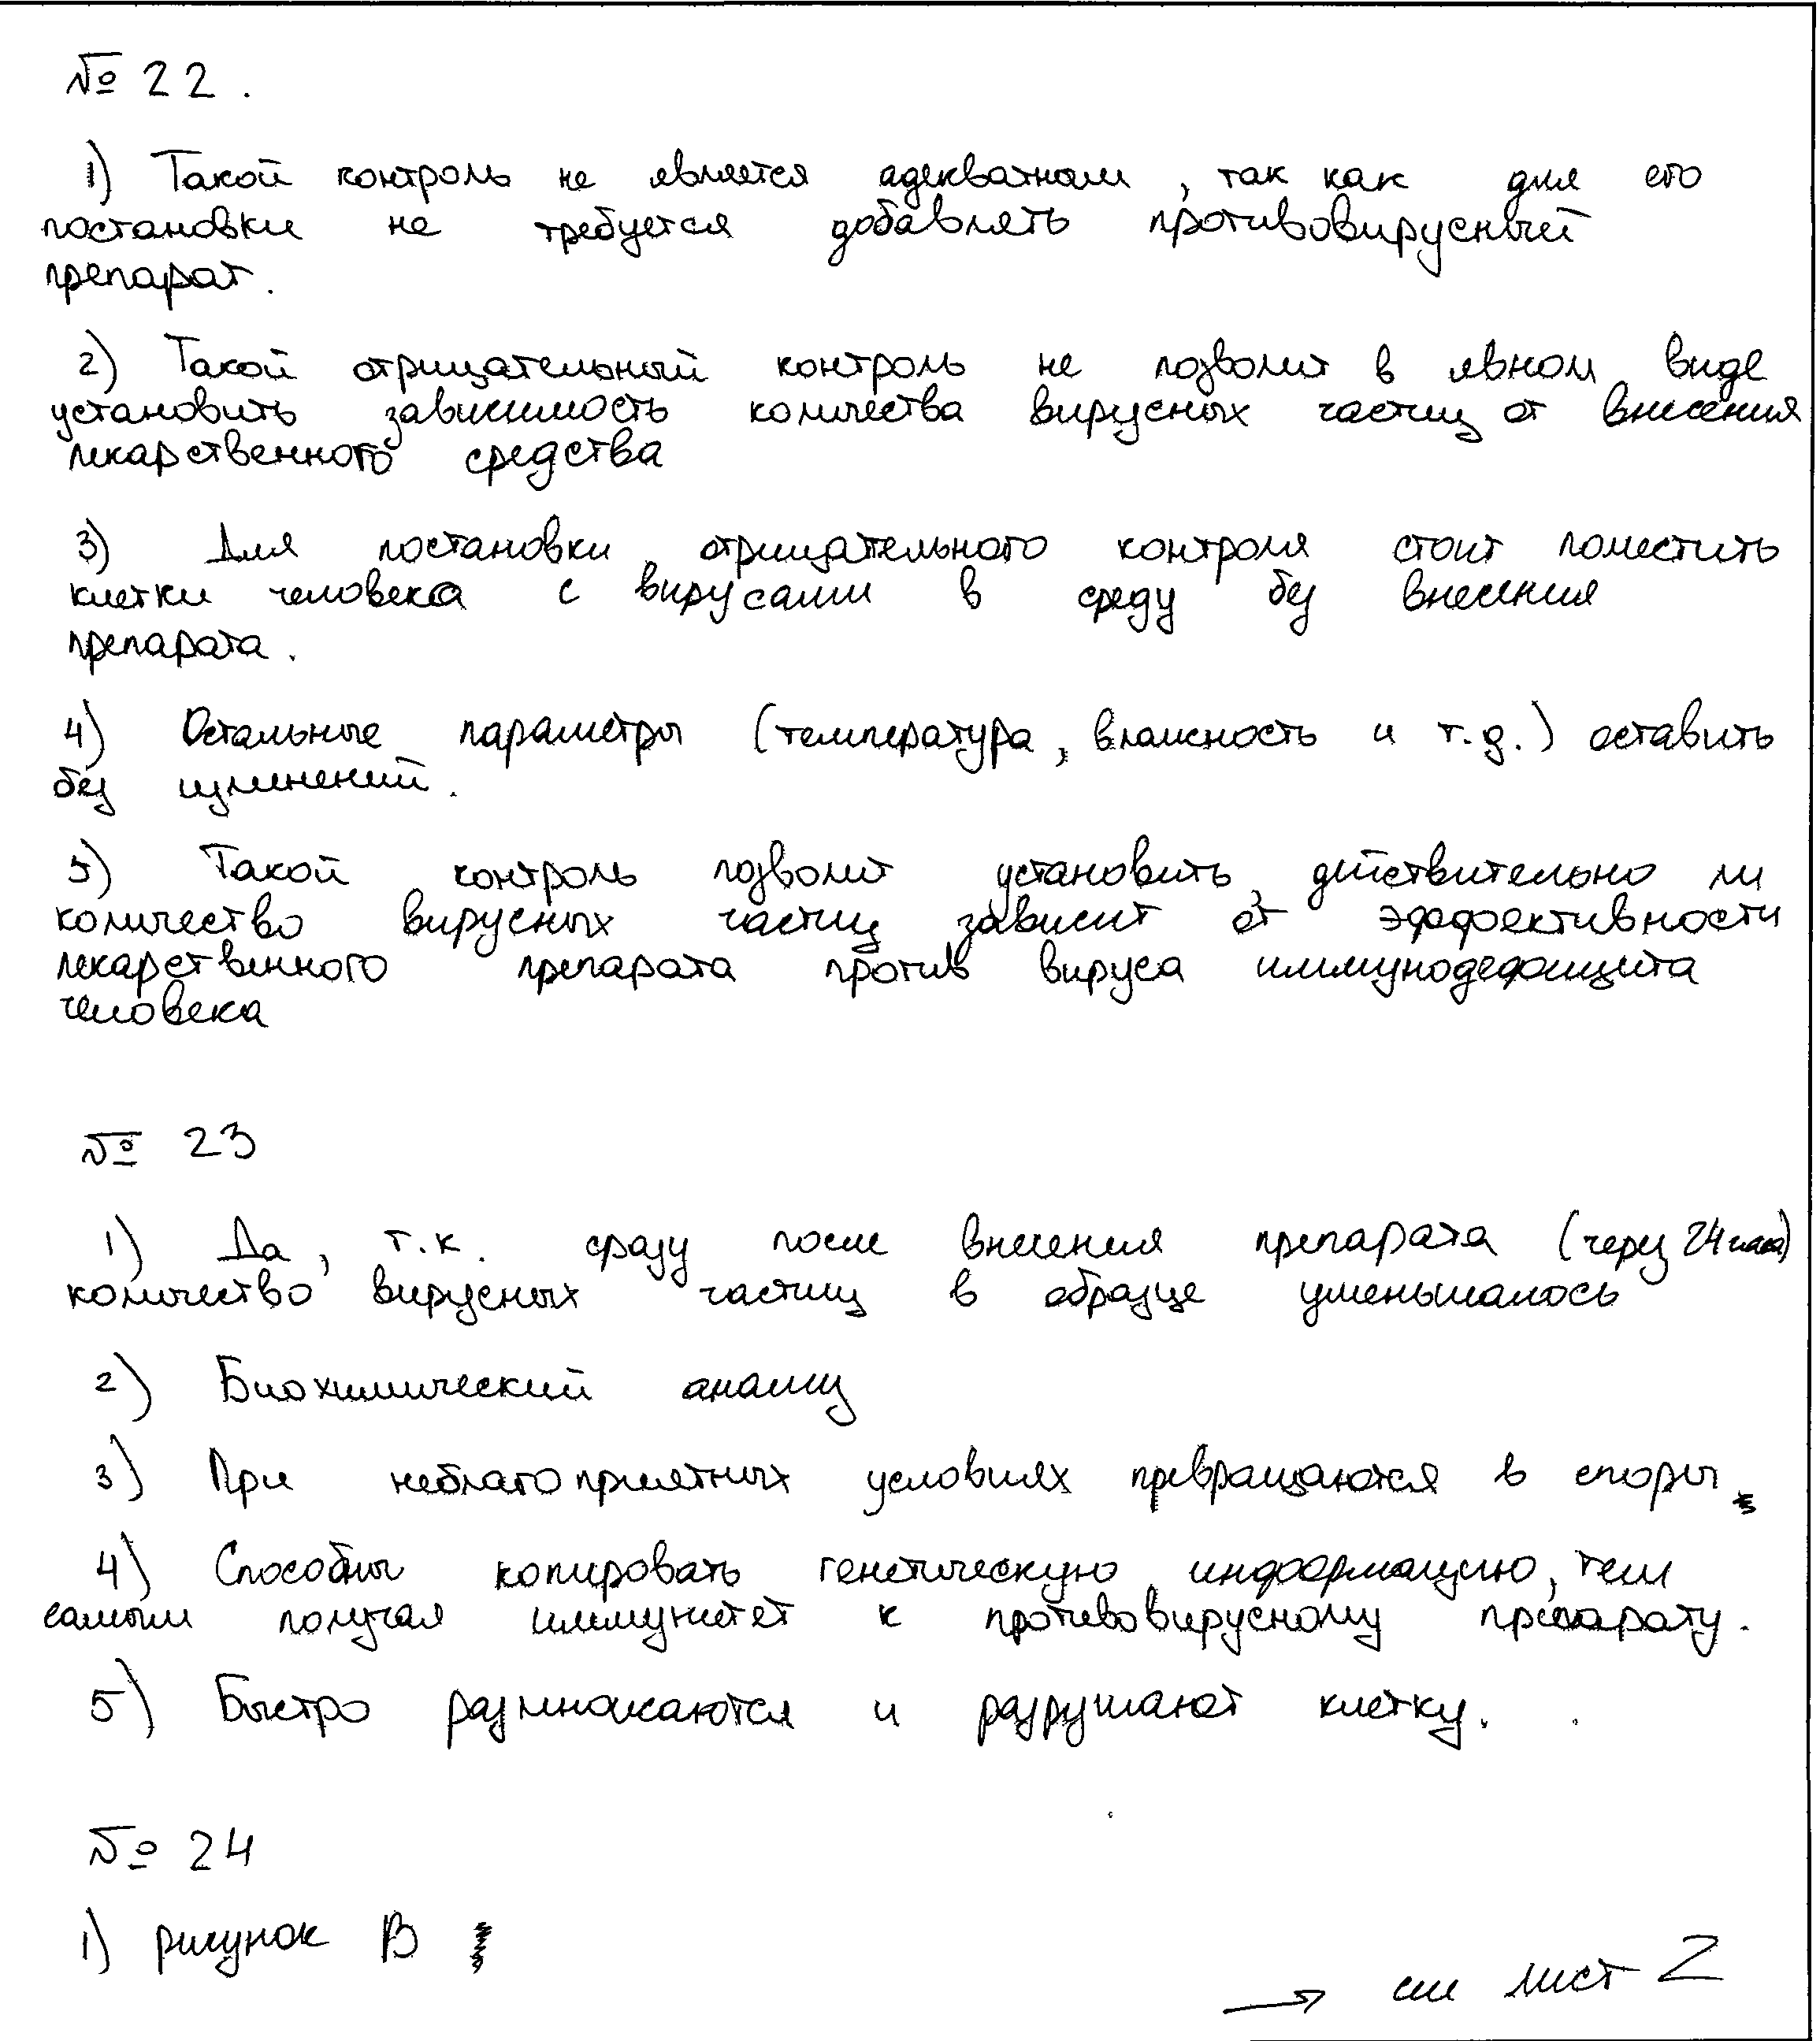 № 22.
1) Такой контроль не является адекватным, так как для его
постановки не требуется добавлять противовирусный
препарат.
2) Такой отрицательный контроль не позволит в явном виде
установить зависимость количества вирусных частиц от внесения
лекарственного средства
3) Для постановки отрицательного контроля стоит поместить
клетки человека с вирусами в среду без внесения
препарата.
4) Остальные параметры (температура, влажность и т.д.) оставить
без изменений.
5) Такой контроль позволит установить, действительно ли
количество вирусных частиц зависит от эффективности
лекарственного препарата против вируса иммунодефицита
человека
№ 23
1) Да, т.к. сразу после внесения препарата (через 24 часа)
количество вирусных частиц в образце уменьшалось
2) Биохимический анализ
3) При неблагоприятных условиях превращаются в споры
4) Способны копировать генетическую информацию, тем
самым получая иммунитет к противовирусному препарату.
5) Быстро размножаются и разрушают клетку.
№ 24
1) рисунок В
→ см лист 2